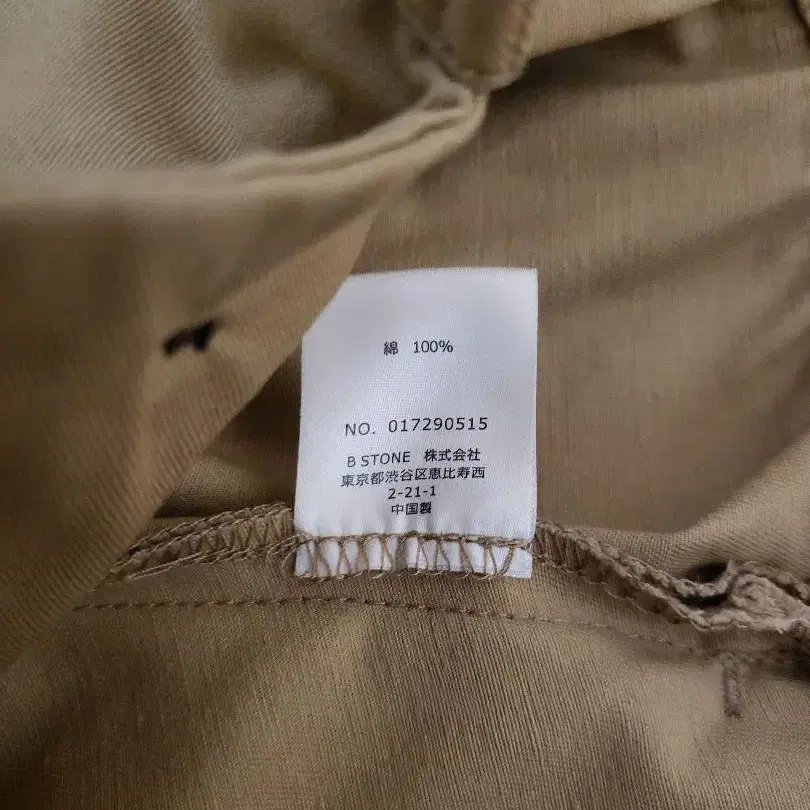 綿 100%
NO. 017290515
B STONE 株式会社
東京都渋谷区恵比寿西
2-21-1
中国製